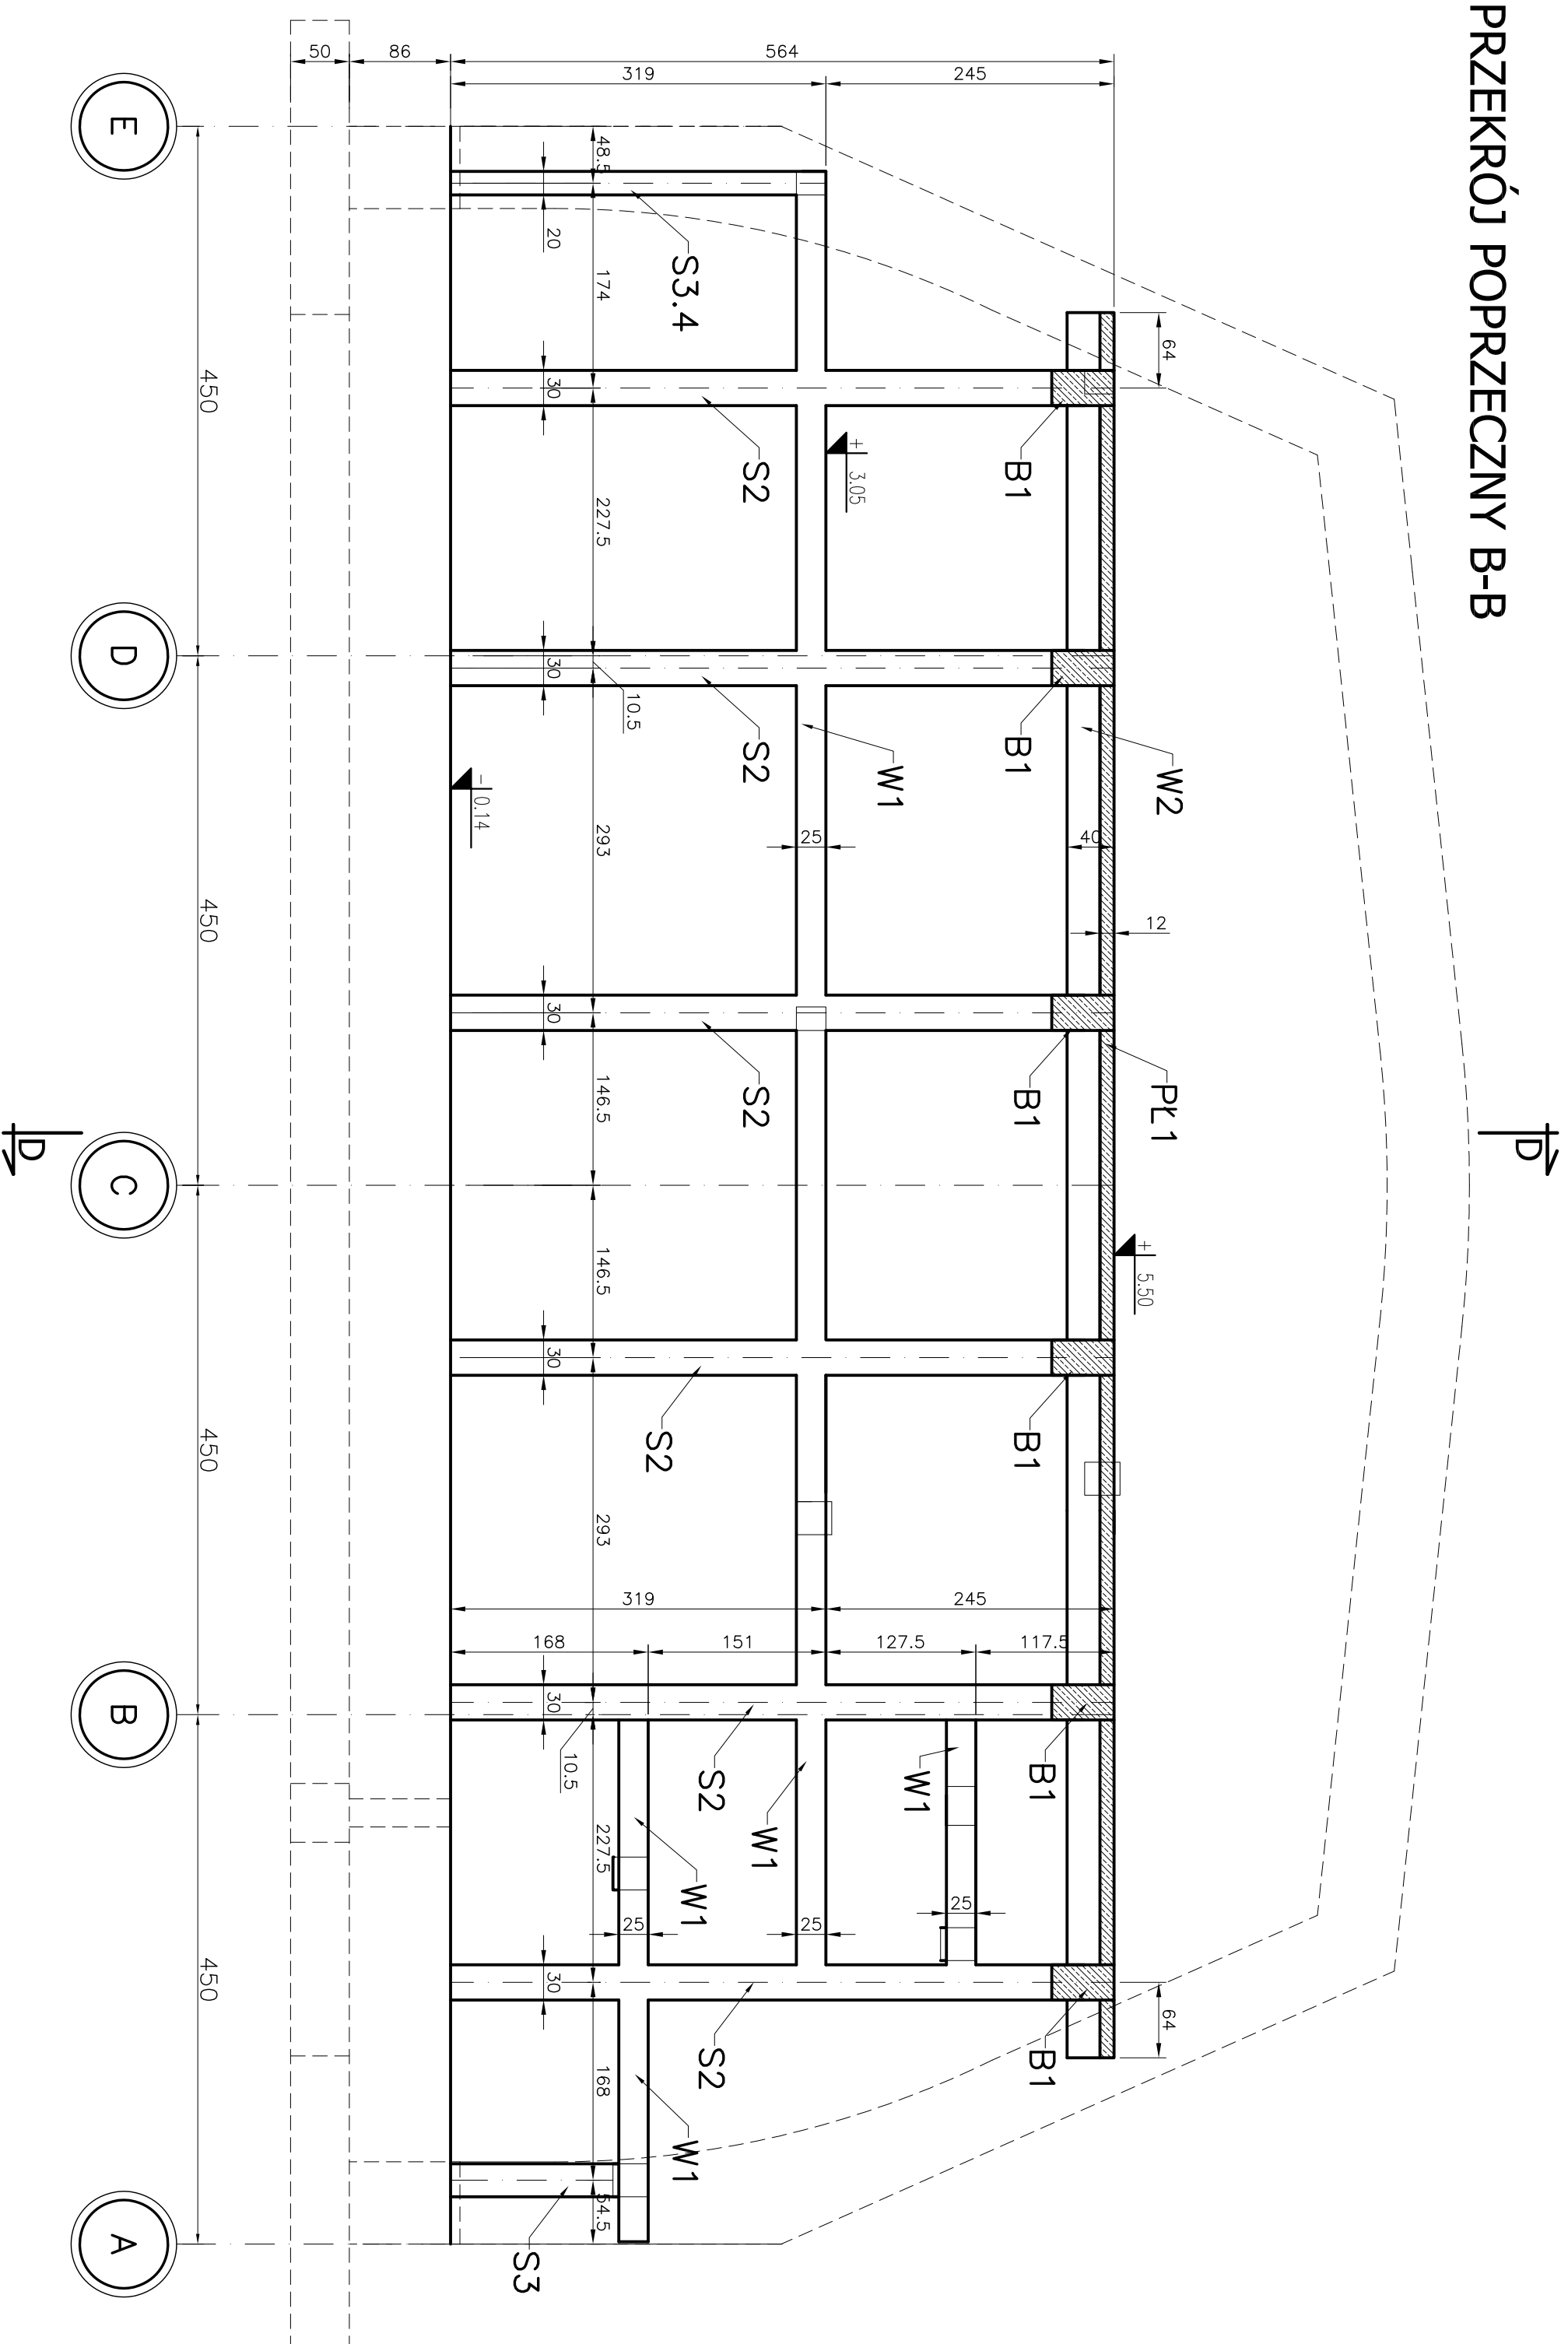 PRZEKRÓJ POPRZECZNY B-B
D
64
64
W2
PŁ1
+
5.50
12
40
B1
B1
B1
B1
B1
B1
564
245
319
86
50
+
3.05
W1
25
245
319
117.5
127.5
151
168
W1
25
W1
25
W1
25
W1
S3.4
S2
S2
S2
S2
S2
S2
S3
48.5
174
227.5
10.5
293
146.5
146.5
293
10.5
227.5
168
54.5
20
30
30
30
30
30
30
-
0.14
450
450
450
450
E
D
C
B
A
D